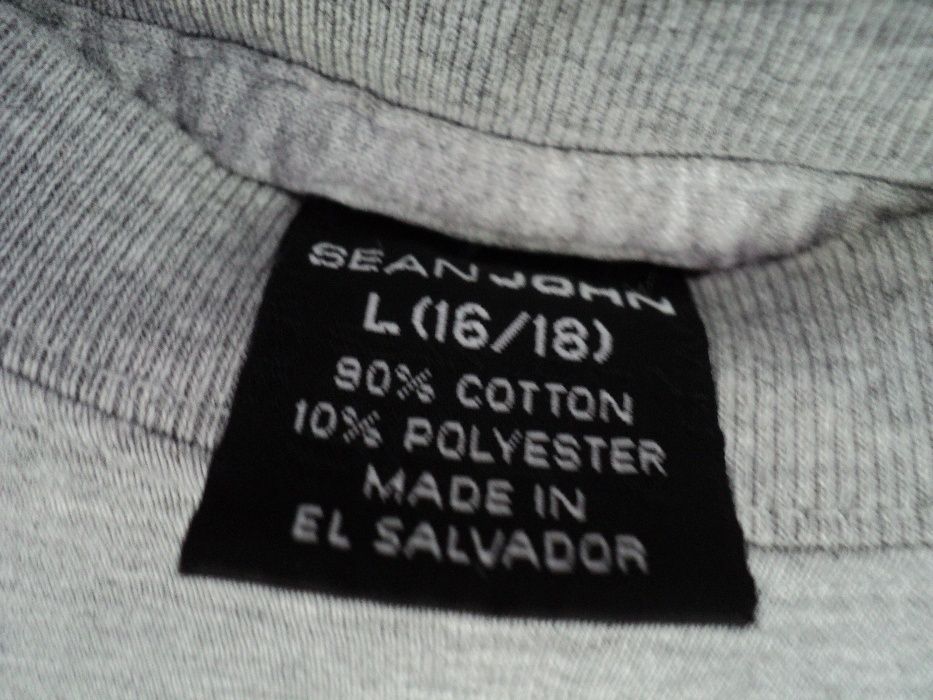 SEAN JOHN
L (16/18)
90% COTTON
10% POLYESTER
MADE IN
EL SALVADOR